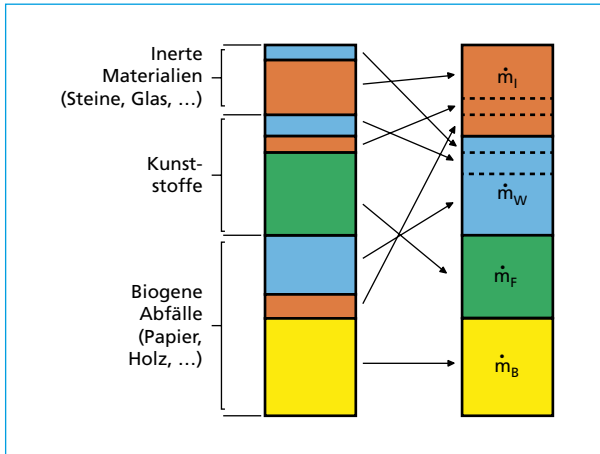 Inerte
Materialien
(Steine, Glas, ...)
Kunst-
stoffe
Biogene
Abfälle
(Papier,
Holz, ...)
ṁI
ṁW
ṁF
ṁB